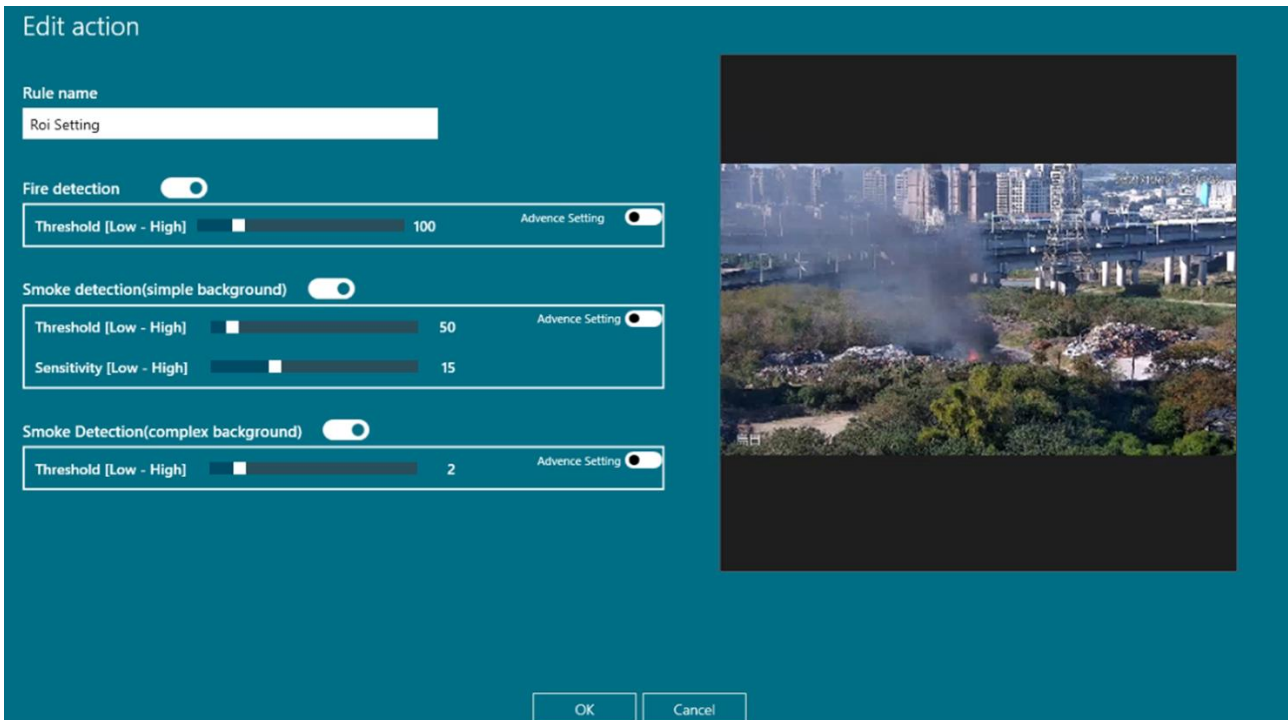 Edit action
Rule name
Roi Setting
Fire detection
Threshold [Low - High] 100 Advence Setting
Smoke detection(simple background)
Threshold [Low - High] 50 Advence Setting
Sensitivity [Low - High] 15
Smoke Detection(complex background)
Threshold [Low - High] 2 Advence Setting
OK Cancel